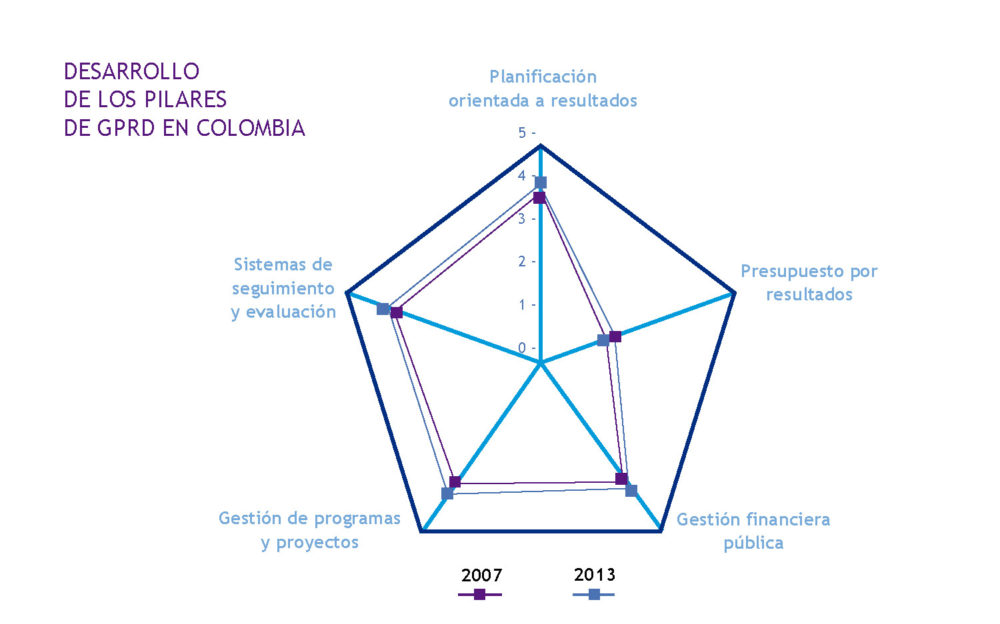 DESARROLLO
DE LOS PILARES
DE GPRD EN COLOMBIA
Planificación
orientada a resultados
5 -
4 -
3 -
2 -
1 -
0 -
Presupuesto por
resultados
Sistemas de
seguimiento
y evaluación
Gestión de programas
y proyectos
Gestión financiera
pública
2007
2013